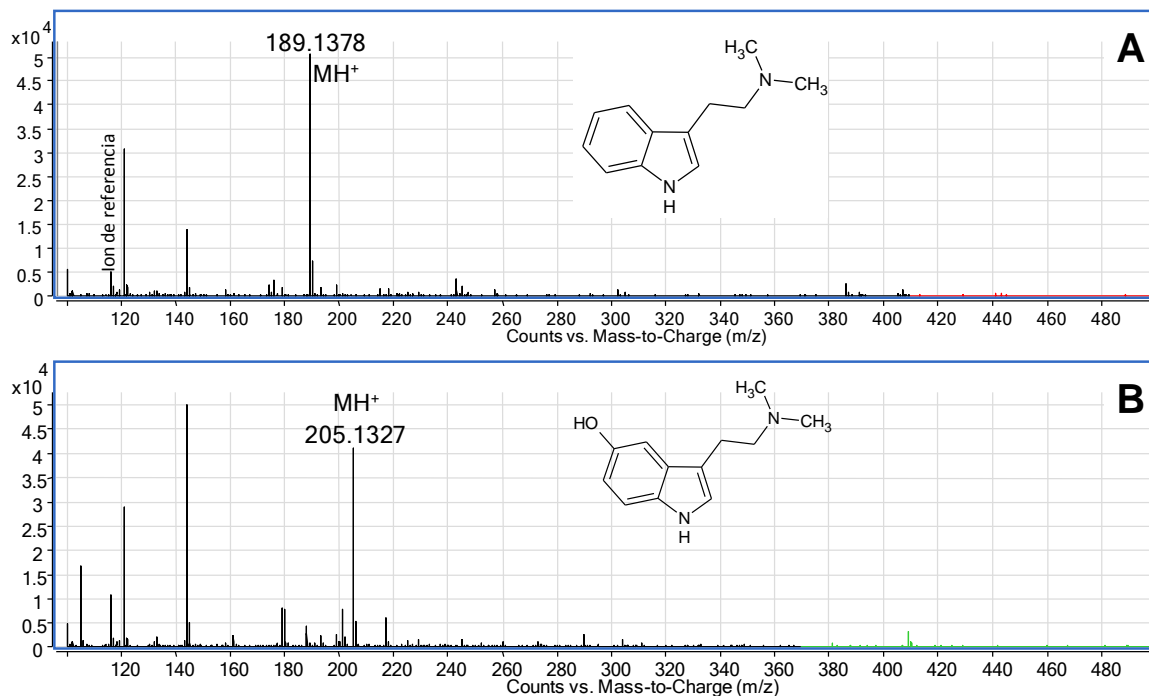 x10⁴
189.1378
MH⁺
A
5
4.5
4
3.5
3
2.5
2
1.5
1
0.5
0
Ion de referencia
H₃C
N
CH₃
N
H
120 140 160 180 200 220 240 260 280 300 320 340 360 380 400 420 440 460 480
Counts vs. Mass-to-Charge (m/z)
x10⁴
MH⁺
205.1327
B
5
4.5
4
3.5
3
2.5
2
1.5
1
0.5
0
H₃C
N
CH₃
HO
N
H
120 140 160 180 200 220 240 260 280 300 320 340 360 380 400 420 440 460 480
Counts vs. Mass-to-Charge (m/z)